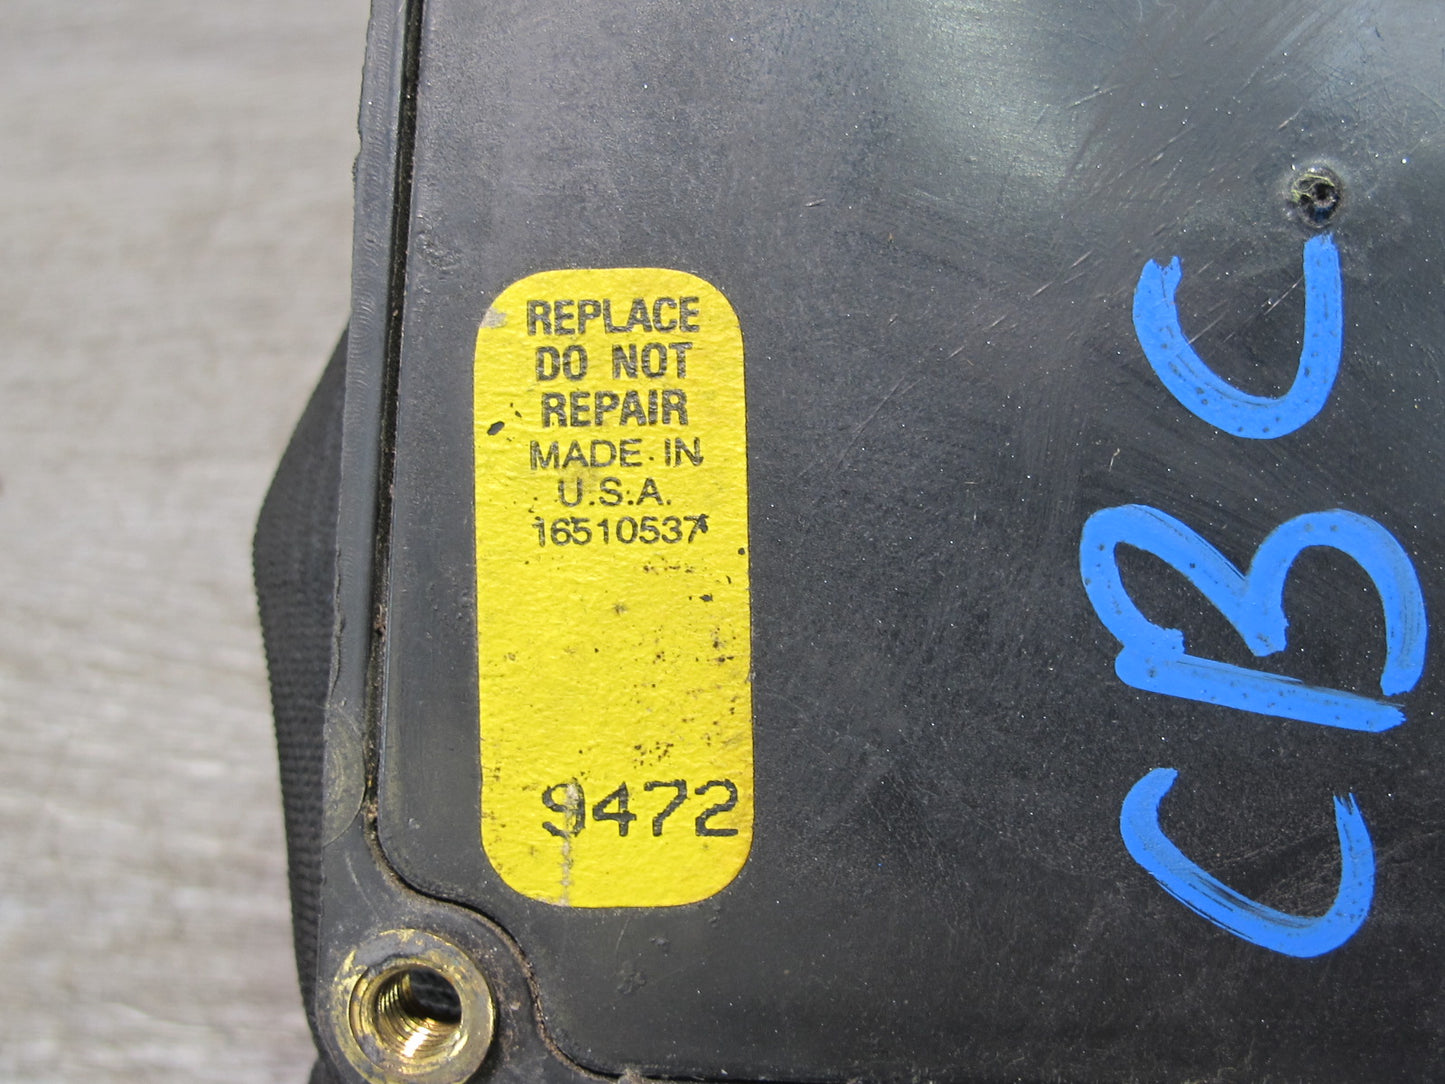 REPLACE
DO NOT
REPAIR
MADE IN
U.S.A.
16510537
9472
CBC